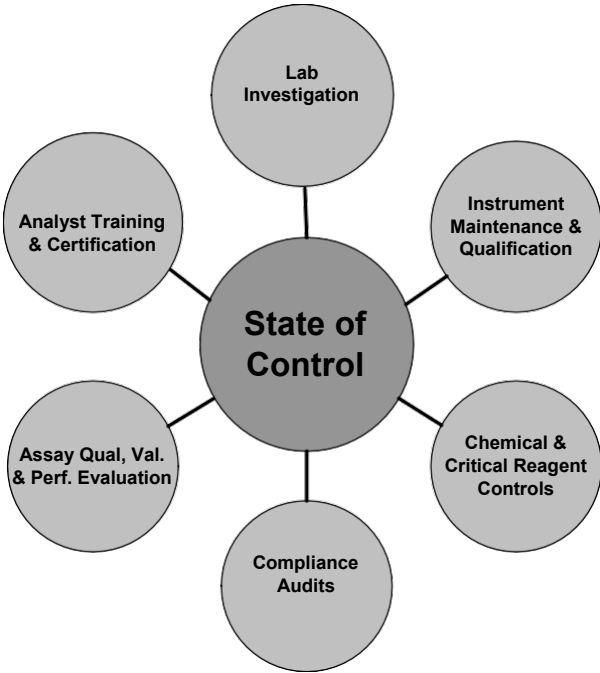 Lab
Investigation
Instrument
Maintenance &
Qualification
Analyst Training
& Certification
State of
Control
Assay Qual, Val.
& Perf. Evaluation
Chemical &
Critical Reagent
Controls
Compliance
Audits